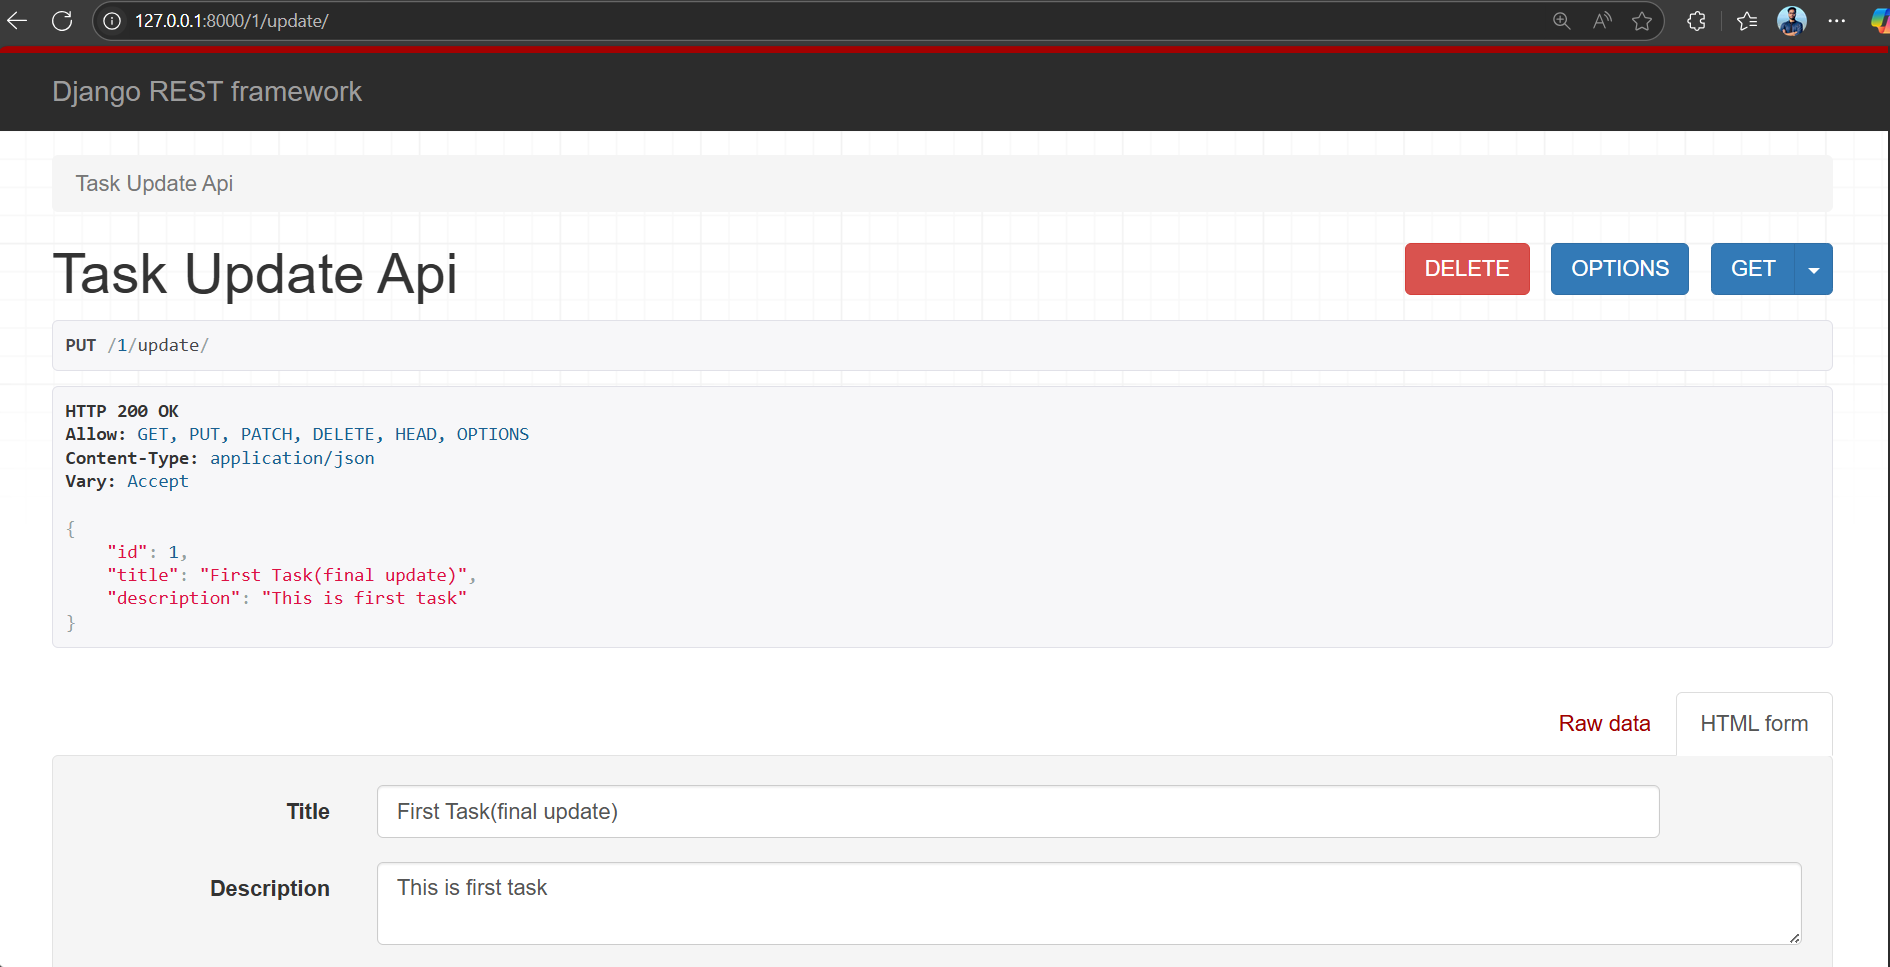 127.0.0.1:8000/1/update/
Django REST framework
Task Update Api
Task Update Api
DELETE
OPTIONS
GET
PUT /1/update/
HTTP 200 OK
Allow: GET, PUT, PATCH, DELETE, HEAD, OPTIONS
Content-Type: application/json
Vary: Accept
{
    "id": 1,
    "title": "First Task(final update)",
    "description": "This is first task"
}
Raw data
HTML form
Title
First Task(final update)
Description
This is first task